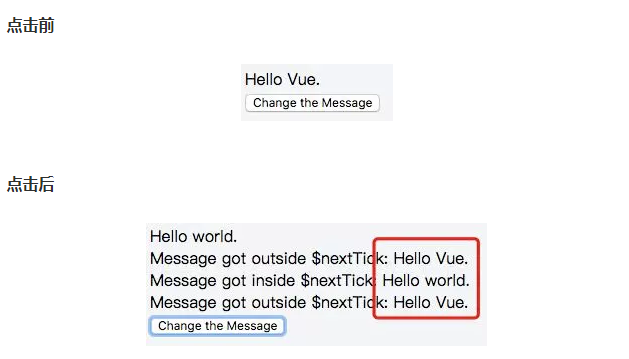 点击前
Hello Vue.
Change the Message
点击后
Hello world.
Message got outside $nextTick: Hello Vue.
Message got inside $nextTick: Hello world.
Message got outside $nextTick: Hello Vue.
Change the Message